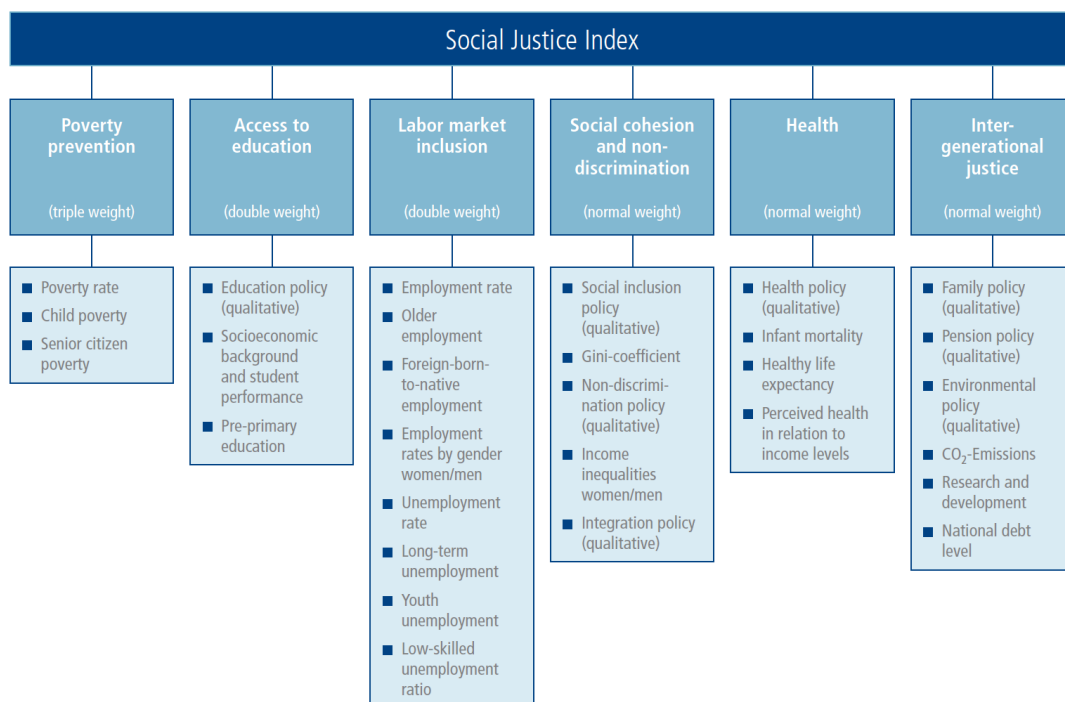 Social Justice Index
Poverty
prevention
(triple weight)
Access to
education
(double weight)
Labor market
inclusion
(double weight)
Social cohesion
and non-
discrimination
(normal weight)
Health
(normal weight)
Inter-
generational
justice
(normal weight)
Poverty rate
Child poverty
Senior citizen
poverty
Education policy
(qualitative)
Socioeconomic
background
and student
performance
Pre-primary
education
Employment rate
Older
employment
Foreign-born-
to-native
employment
Employment
rates by gender
women/men
Unemployment
rate
Long-term
unemployment
Youth
unemployment
Low-skilled
unemployment
ratio
Social inclusion
policy
(qualitative)
Gini-coefficient
Non-discrimi-
nation policy
(qualitative)
Income
inequalities
women/men
Integration policy
(qualitative)
Health policy
(qualitative)
Infant mortality
Healthy life
expectancy
Perceived health
in relation to
income levels
Family policy
(qualitative)
Pension policy
(qualitative)
Environmental
policy
(qualitative)
CO₂-Emissions
Research and
development
National debt
level